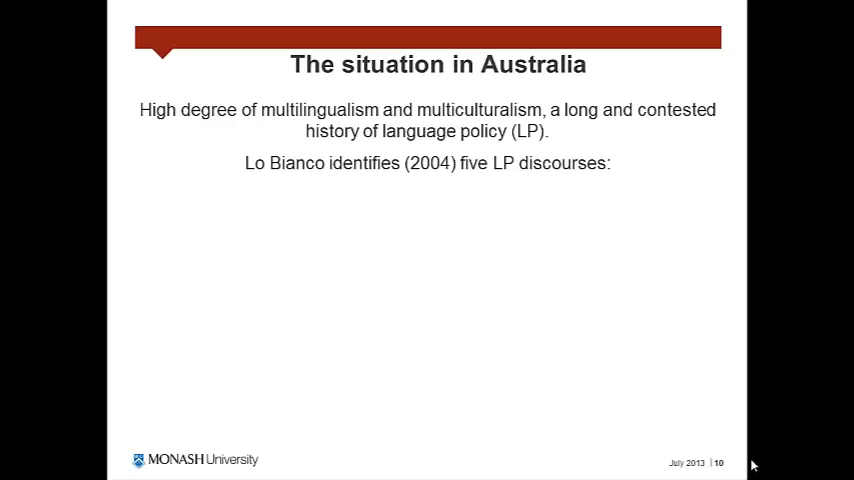 The situation in Australia
High degree of multilingualism and multiculturalism, a long and contested
history of language policy (LP).
Lo Bianco identifies (2004) five LP discourses:
MONASH University
July 2013 | 10